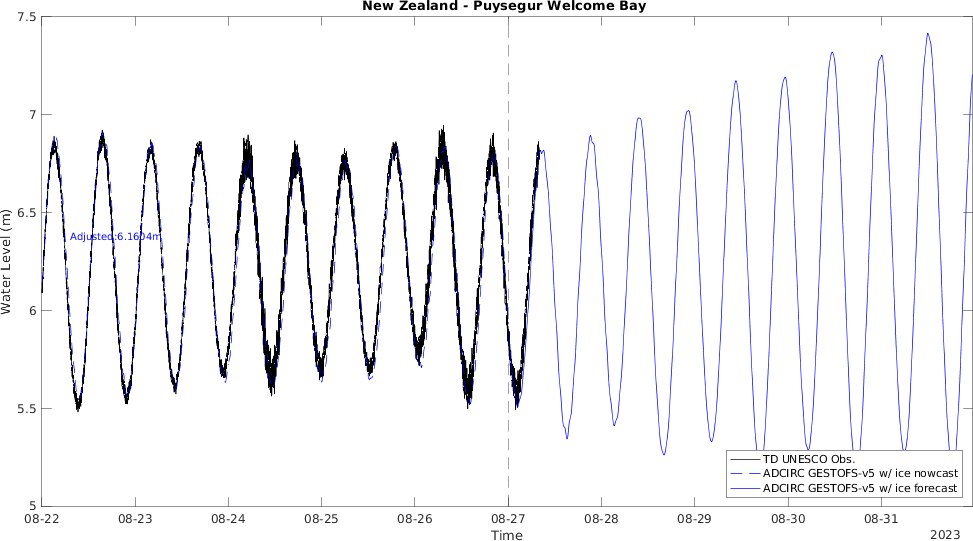 New Zealand - Puysegur Welcome Bay
7.5
7
6.5
6
5.5
5
Water Level (m)
Adjusted:6.1604m
TD UNESCO Obs.
ADCIRC GESTOFS-v5 w/ ice nowcast
ADCIRC GESTOFS-v5 w/ ice forecast
08-22 08-23 08-24 08-25 08-26 08-27 08-28 08-29 08-30 08-31
Time
2023